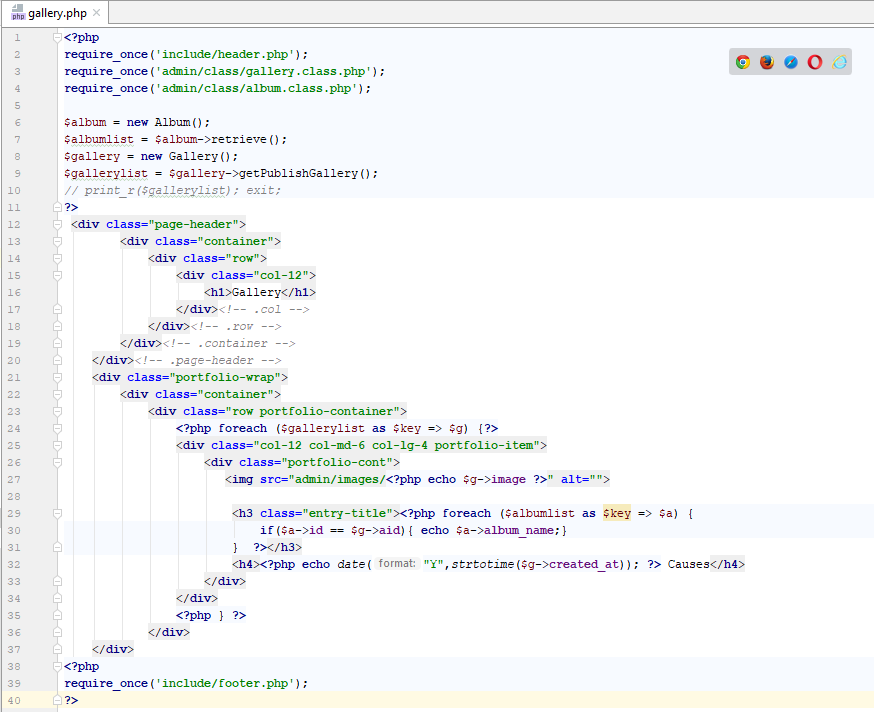 gallery.php
1 <?php
2 require_once('include/header.php');
3 require_once('admin/class/gallery.class.php');
4 require_once('admin/class/album.class.php');
5
6 $album = new Album();
7 $albumlist = $album->retrieve();
8 $gallery = new Gallery();
9 $gallerylist = $gallery->getPublishGallery();
10 // print_r($gallerylist); exit;
11 ?>
12 <div class="page-header">
13 <div class="container">
14 <div class="row">
15 <div class="col-12">
16 <h1>Gallery</h1>
17 </div><!-- .col -->
18 </div><!-- .row -->
19 </div><!-- .container -->
20 </div><!-- .page-header -->
21 <div class="portfolio-wrap">
22 <div class="container">
23 <div class="row portfolio-container">
24 <?php foreach ($gallerylist as $key => $g) {?>
25 <div class="col-12 col-md-6 col-lg-4 portfolio-item">
26 <div class="portfolio-cont">
27 <img src="admin/images/<?php echo $g->image ?>" alt="">
28
29 <h3 class="entry-title"><?php foreach ($albumlist as $key => $a) {
30 if($a->id == $g->aid){ echo $a->album_name;}
31 }  ?></h3>
32 <h4><?php echo date( format: "Y",strtotime($g->created_at)); ?> Causes</h4>
33 </div>
34 </div>
35 <?php } ?>
36 </div>
37 </div>
38 <?php
39 require_once('include/footer.php');
40 ?>